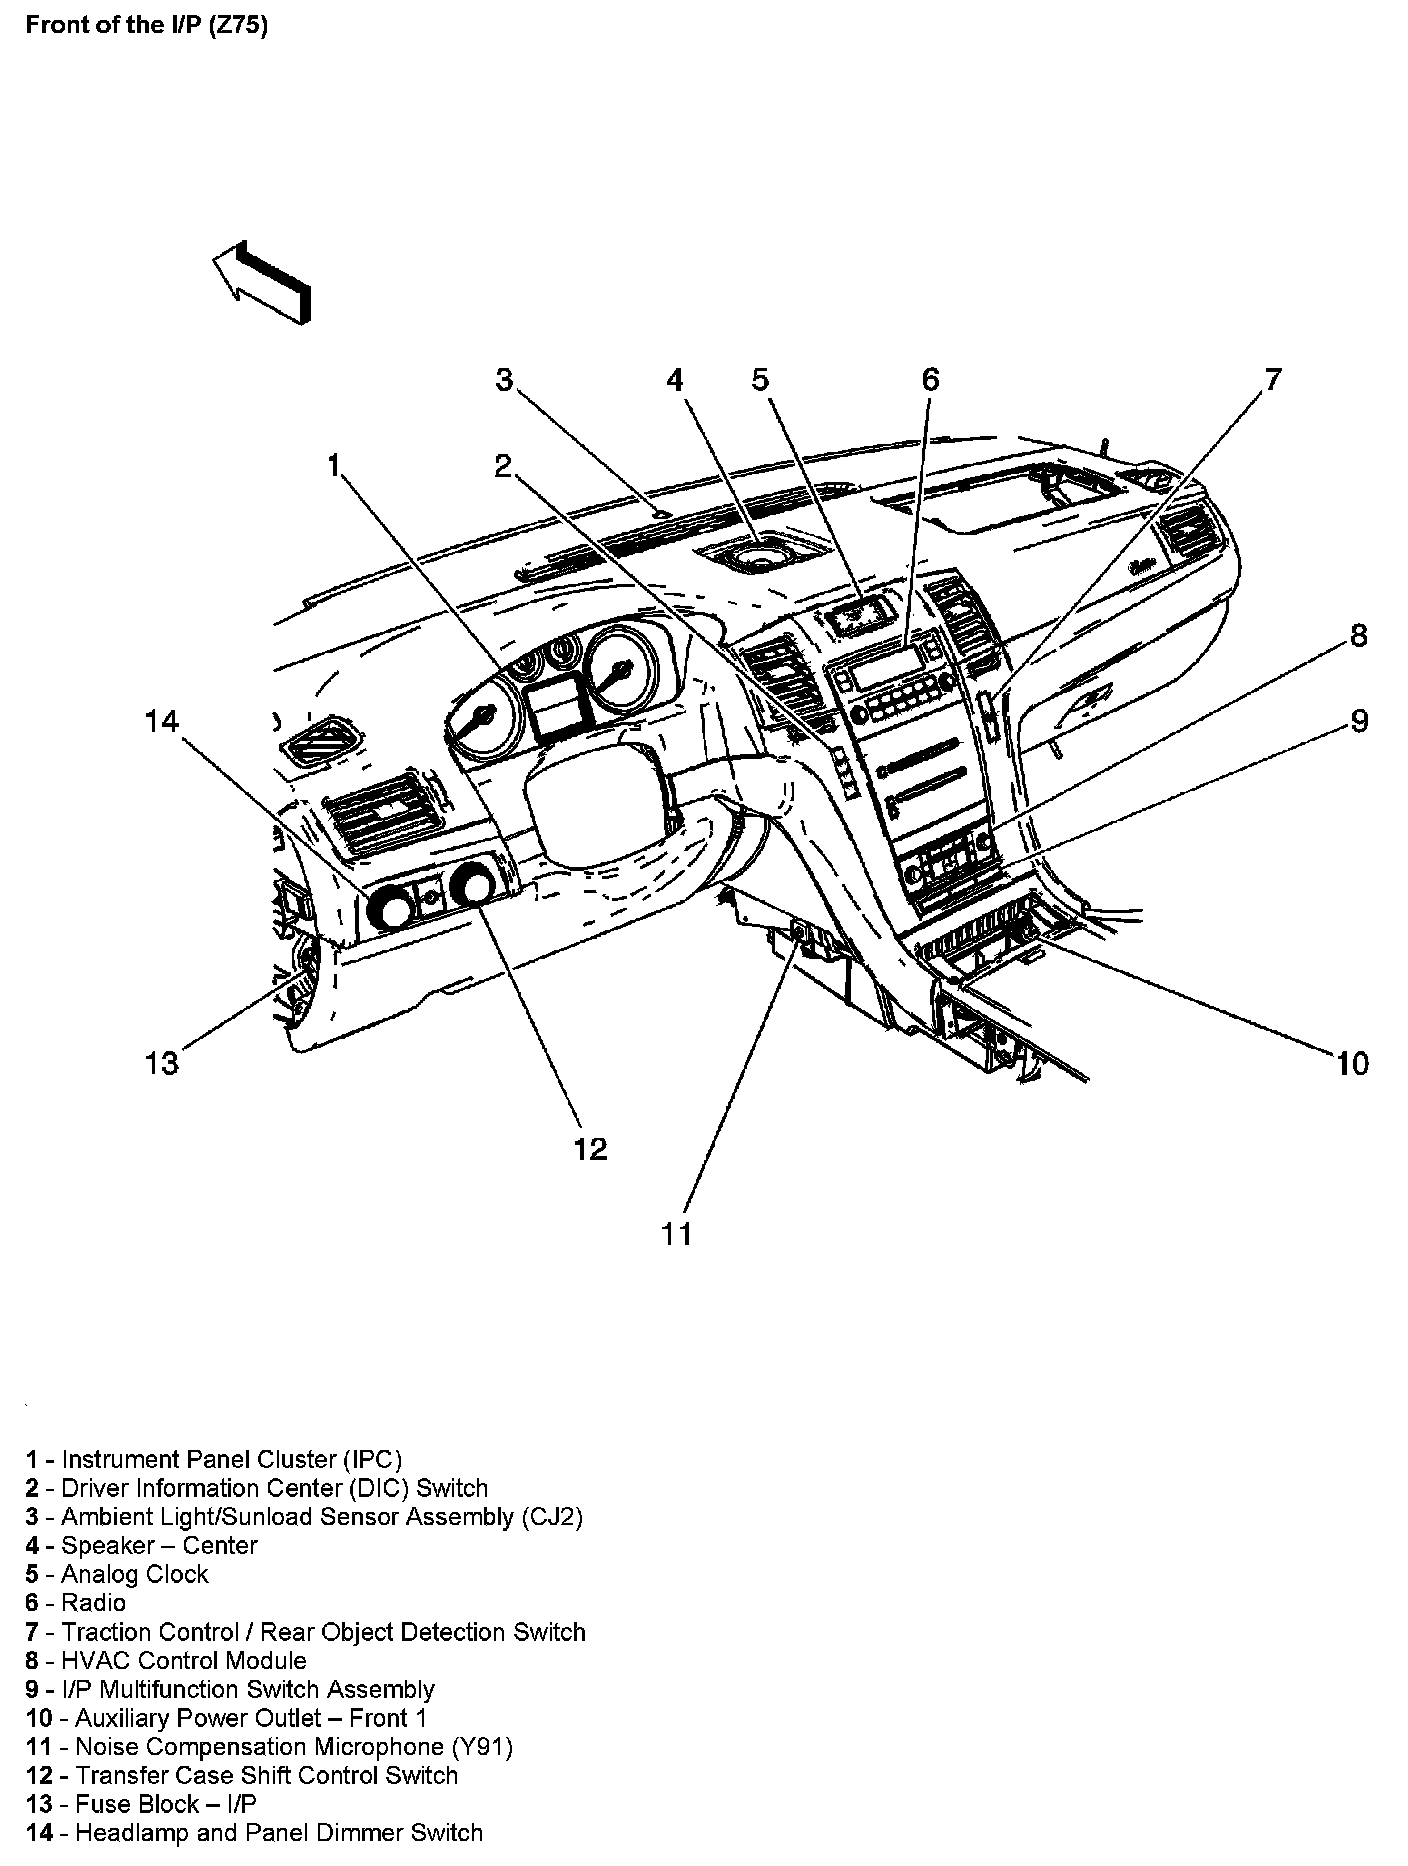 Front of the I/P (Z75)
3
4
5
6
7
1
2
8
14
9
13
10
12
11
1 - Instrument Panel Cluster (IPC)
2 - Driver Information Center (DIC) Switch
3 - Ambient Light/Sunload Sensor Assembly (CJ2)
4 - Speaker – Center
5 - Analog Clock
6 - Radio
7 - Traction Control / Rear Object Detection Switch
8 - HVAC Control Module
9 - I/P Multifunction Switch Assembly
10 - Auxiliary Power Outlet – Front 1
11 - Noise Compensation Microphone (Y91)
12 - Transfer Case Shift Control Switch
13 - Fuse Block – I/P
14 - Headlamp and Panel Dimmer Switch